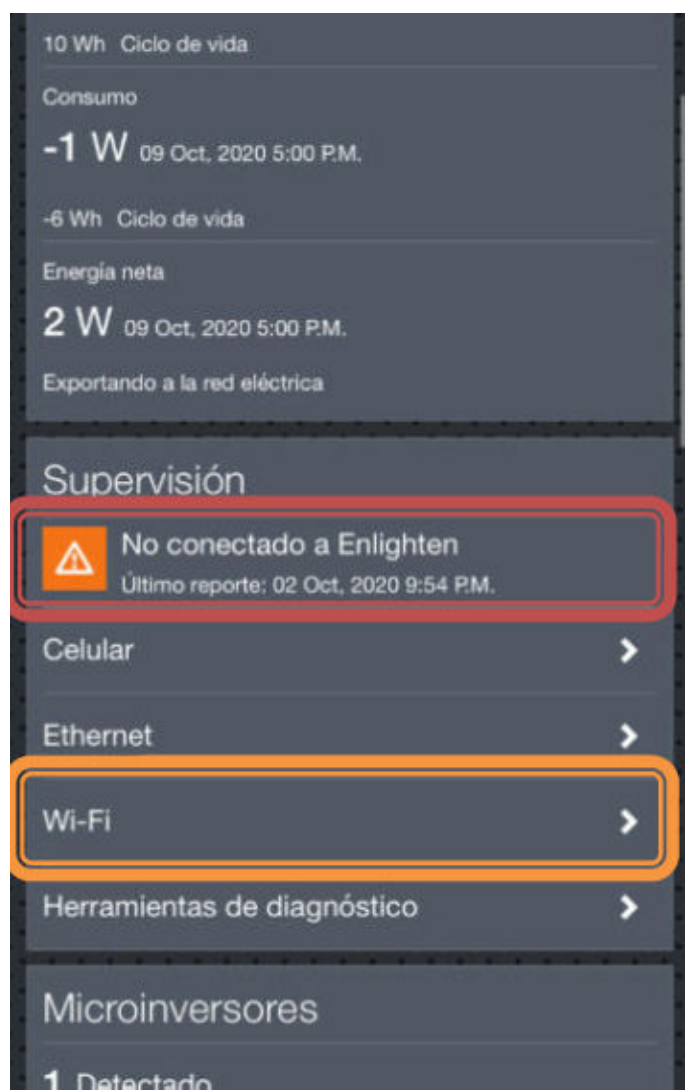 10 Wh Ciclo de vida
Consumo
-1 W 09 Oct, 2020 5:00 P.M.
-6 Wh Ciclo de vida
Energía neta
2 W 09 Oct, 2020 5:00 P.M.
Exportando a la red eléctrica
Supervisión
No conectado a Enlighten
Último reporte: 02 Oct, 2020 9:54 P.M.
Celular
Ethernet
Wi-Fi
Herramientas de diagnóstico
Microinversores
1 Detectado